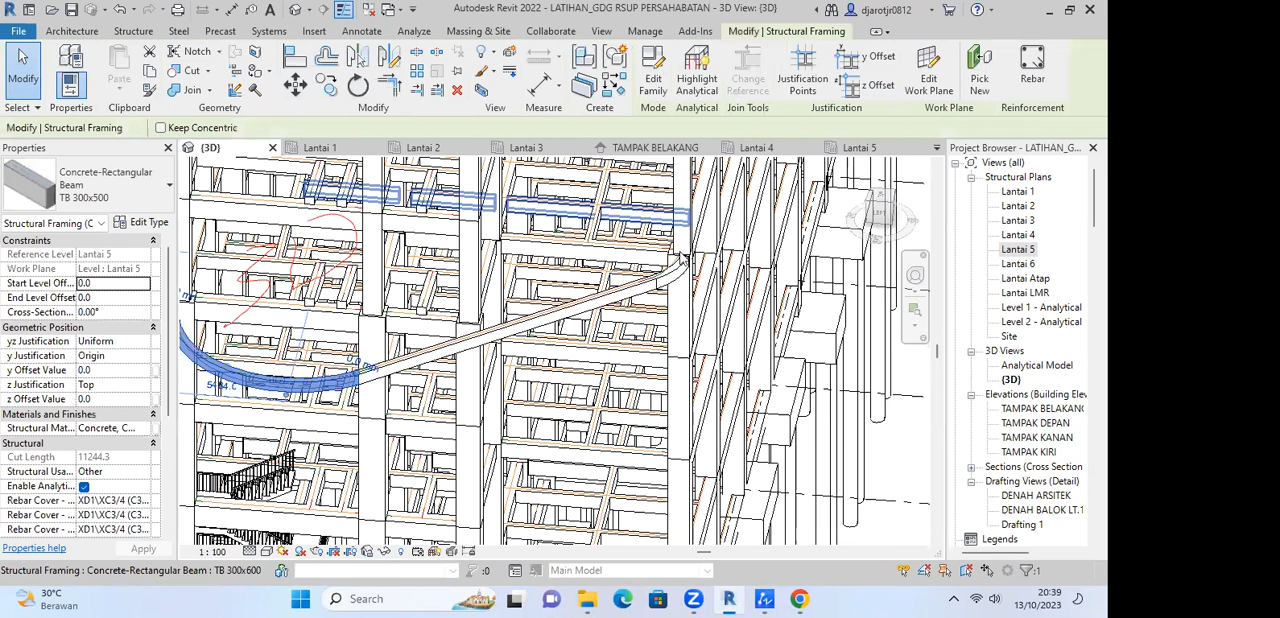 Autodesk Revit 2022 - LATIHAN_GDG RSUP PERSAHABATAN - 3D View: {3D}
djarotjr0812
File Architecture Structure Steel Precast Systems Insert Annotate Analyze Massing & Site Collaborate View Manage Add-Ins Modify | Structural Framing
Modify
Paste
Notch
Cut
Join
Edit Family
Highlight Analytical
Change Reference
Justification Points
y Offset
z Offset
Edit Work Plane
Pick New
Rebar
Select Properties Clipboard Geometry Modify View Measure Create Mode Analytical Join Tools Justification Work Plane Reinforcement
Modify | Structural Framing Keep Concentric
Properties
{3D} Lantai 1 Lantai 2 Lantai 3 TAMPAK BELAKANG Lantai 4 Lantai 5
Concrete-Rectangular
Beam
TB 300x500
Structural Framing (C Edit Type
Constraints
Reference Level Lantai 5
Work Plane Level : Lantai 5
Start Level Off... 0.0
End Level Offset 0.0
Cross-Section... 0.00°
Geometric Position
yz Justification Uniform
y Justification Origin
y Offset Value 0.0
z Justification Top
z Offset Value 0.0
Materials and Finishes
Structural Mat... Concrete, C...
Structural
Cut Length 11244.3
Structural Usa... Other
Enable Analyti...
Rebar Cover - ... XD1\XC3/4 (C3...
Rebar Cover - ... XD1\XC3/4 (C3...
Rebar Cover - ... XD1\XC3/4 (C3...
Properties help Apply
0.0 mm
LEFT
1 : 100
Project Browser - LATIHAN_G...
Views (all)
Structural Plans
Lantai 1
Lantai 2
Lantai 3
Lantai 4
Lantai 5
Lantai 6
Lantai Atap
Lantai LMR
Level 1 - Analytical
Level 2 - Analytical
Site
3D Views
Analytical Model
{3D}
Elevations (Building Elev
TAMPAK BELAKANG
TAMPAK DEPAN
TAMPAK KANAN
TAMPAK KIRI
Sections (Cross Section
Drafting Views (Detail)
DENAH ARSITEK
DENAH BALOK LT.1
Drafting 1
Legends
Structural Framing : Concrete-Rectangular Beam : TB 300x600 :0 Main Model :1
30°C
Berawan
Search
20:39
13/10/2023